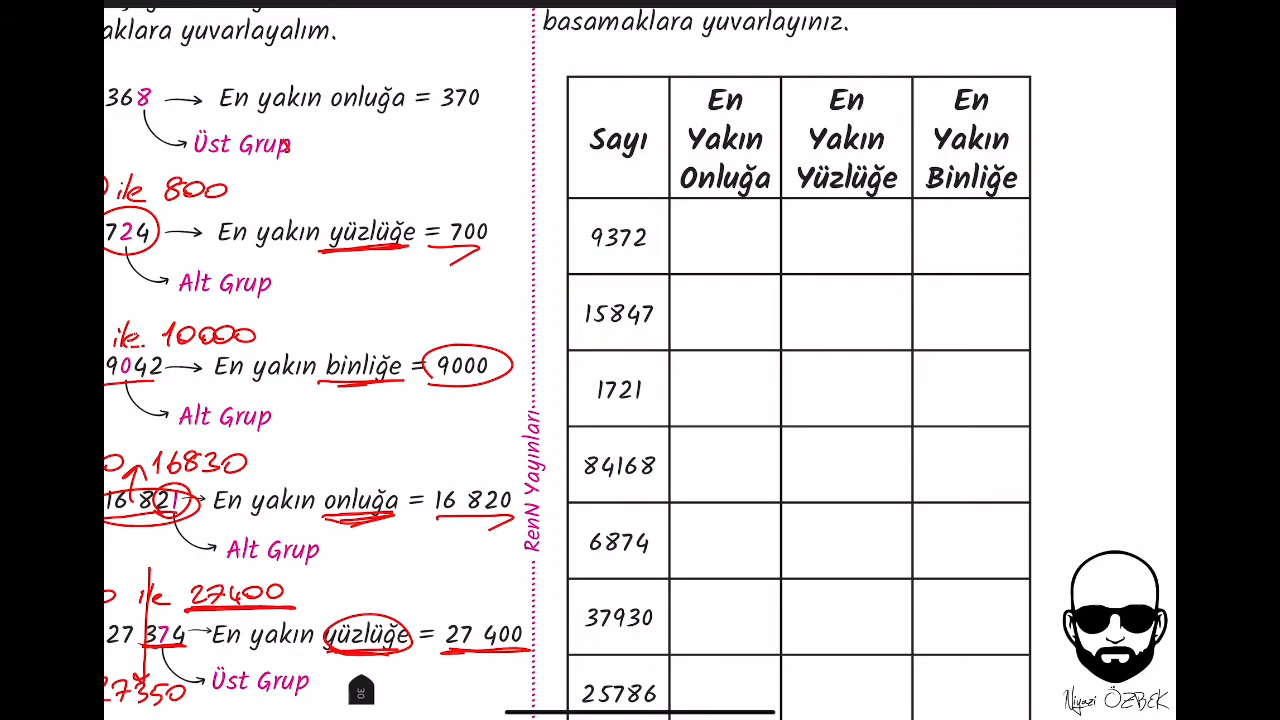 aklara yuvarlayalım.
368 → En yakın onluğa = 370
Üst Grup
ile 800
724 → En yakın yüzlüğe = 700
Alt Grup
ile 10000
9042 → En yakın binliğe = 9000
Alt Grup
0 16830
16 821 → En yakın onluğa = 16 820
Alt Grup
ile 27400
27 374 → En yakın yüzlüğe = 27 400
Üst Grup
27350
30
RenN Yayınları
basamaklara yuvarlayınız.
Sayı En Yakın Onluğa En Yakın Yüzlüğe En Yakın Binliğe
9372
15847
1721
84168
6874
37930
25786
Niyazi ÖZBEK